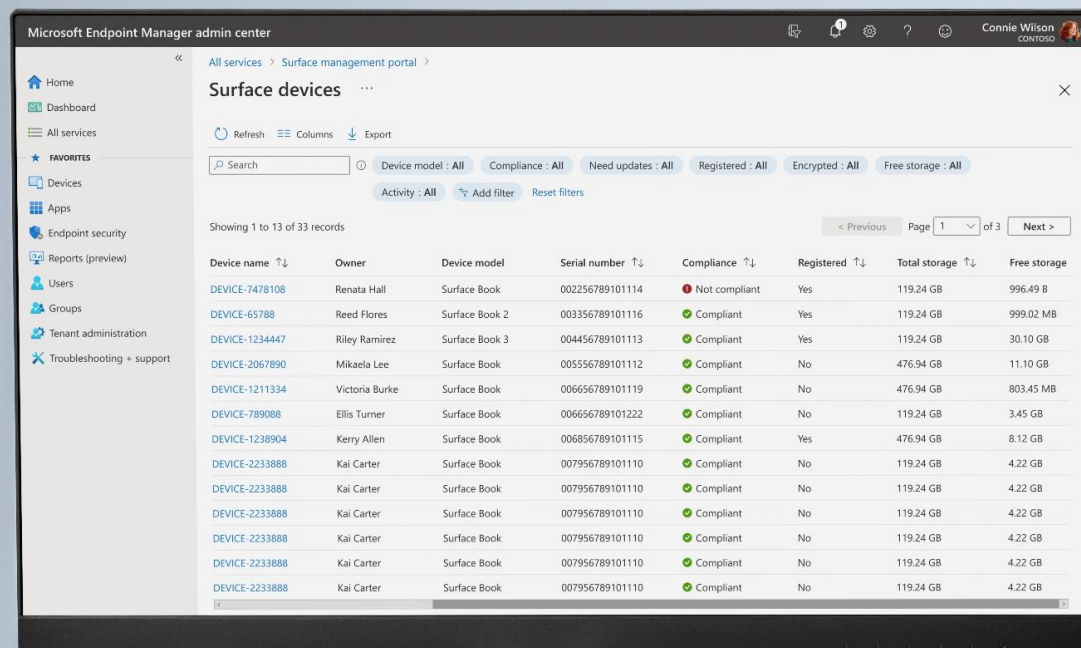 Microsoft Endpoint Manager admin center
1
?
Connie Wilson
CONTOSO
«
Home
Dashboard
All services
FAVORITES
Devices
Apps
Endpoint security
Reports (preview)
Users
Groups
Tenant administration
Troubleshooting + support
All services > Surface management portal >
Surface devices ...
Refresh Columns Export
Search Device model : All Compliance : All Need updates : All Registered : All Encrypted : All Free storage : All
Activity : All Add filter Reset filters
Showing 1 to 13 of 33 records < Previous Page 1 of 3 Next >
Device name ↑↓ Owner Device model Serial number ↑↓ Compliance ↑↓ Registered ↑↓ Total storage ↑↓ Free storage
DEVICE-7478108 Renata Hall Surface Book 002256789101114 Not compliant Yes 119.24 GB 996.49 B
DEVICE-65788 Reed Flores Surface Book 2 003356789101116 Compliant Yes 119.24 GB 999.02 MB
DEVICE-1234447 Riley Ramirez Surface Book 3 004456789101113 Compliant Yes 119.24 GB 30.10 GB
DEVICE-2067890 Mikaela Lee Surface Book 005556789101112 Compliant No 476.94 GB 11.10 GB
DEVICE-1211334 Victoria Burke Surface Book 006656789101119 Compliant No 476.94 GB 803.45 MB
DEVICE-789088 Ellis Turner Surface Book 006656789101222 Compliant No 119.24 GB 3.45 GB
DEVICE-1238904 Kerry Allen Surface Book 006856789101115 Compliant Yes 476.94 GB 8.12 GB
DEVICE-2233888 Kai Carter Surface Book 007956789101110 Compliant No 119.24 GB 4.22 GB
DEVICE-2233888 Kai Carter Surface Book 007956789101110 Compliant No 119.24 GB 4.22 GB
DEVICE-2233888 Kai Carter Surface Book 007956789101110 Compliant No 119.24 GB 4.22 GB
DEVICE-2233888 Kai Carter Surface Book 007956789101110 Compliant No 119.24 GB 4.22 GB
DEVICE-2233888 Kai Carter Surface Book 007956789101110 Compliant No 119.24 GB 4.22 GB
DEVICE-2233888 Kai Carter Surface Book 007956789101110 Compliant No 119.24 GB 4.22 GB